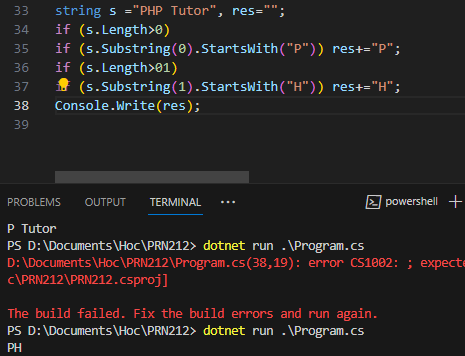 33 string s ="PHP Tutor", res="";
34 if (s.Length>0)
35 if (s.Substring(0).StartsWith("P")) res+="P";
36 if (s.Length>01)
37 if (s.Substring(1).StartsWith("H")) res+="H";
38 Console.Write(res);
39
PROBLEMS OUTPUT TERMINAL ··· powershell +
P Tutor
PS D:\Documents\Hoc\PRN212> dotnet run .\Program.cs
D:\Documents\Hoc\PRN212\Program.cs(38,19): error CS1002: ; expecte
c\PRN212\PRN212.csproj]
The build failed. Fix the build errors and run again.
PS D:\Documents\Hoc\PRN212> dotnet run .\Program.cs
PH